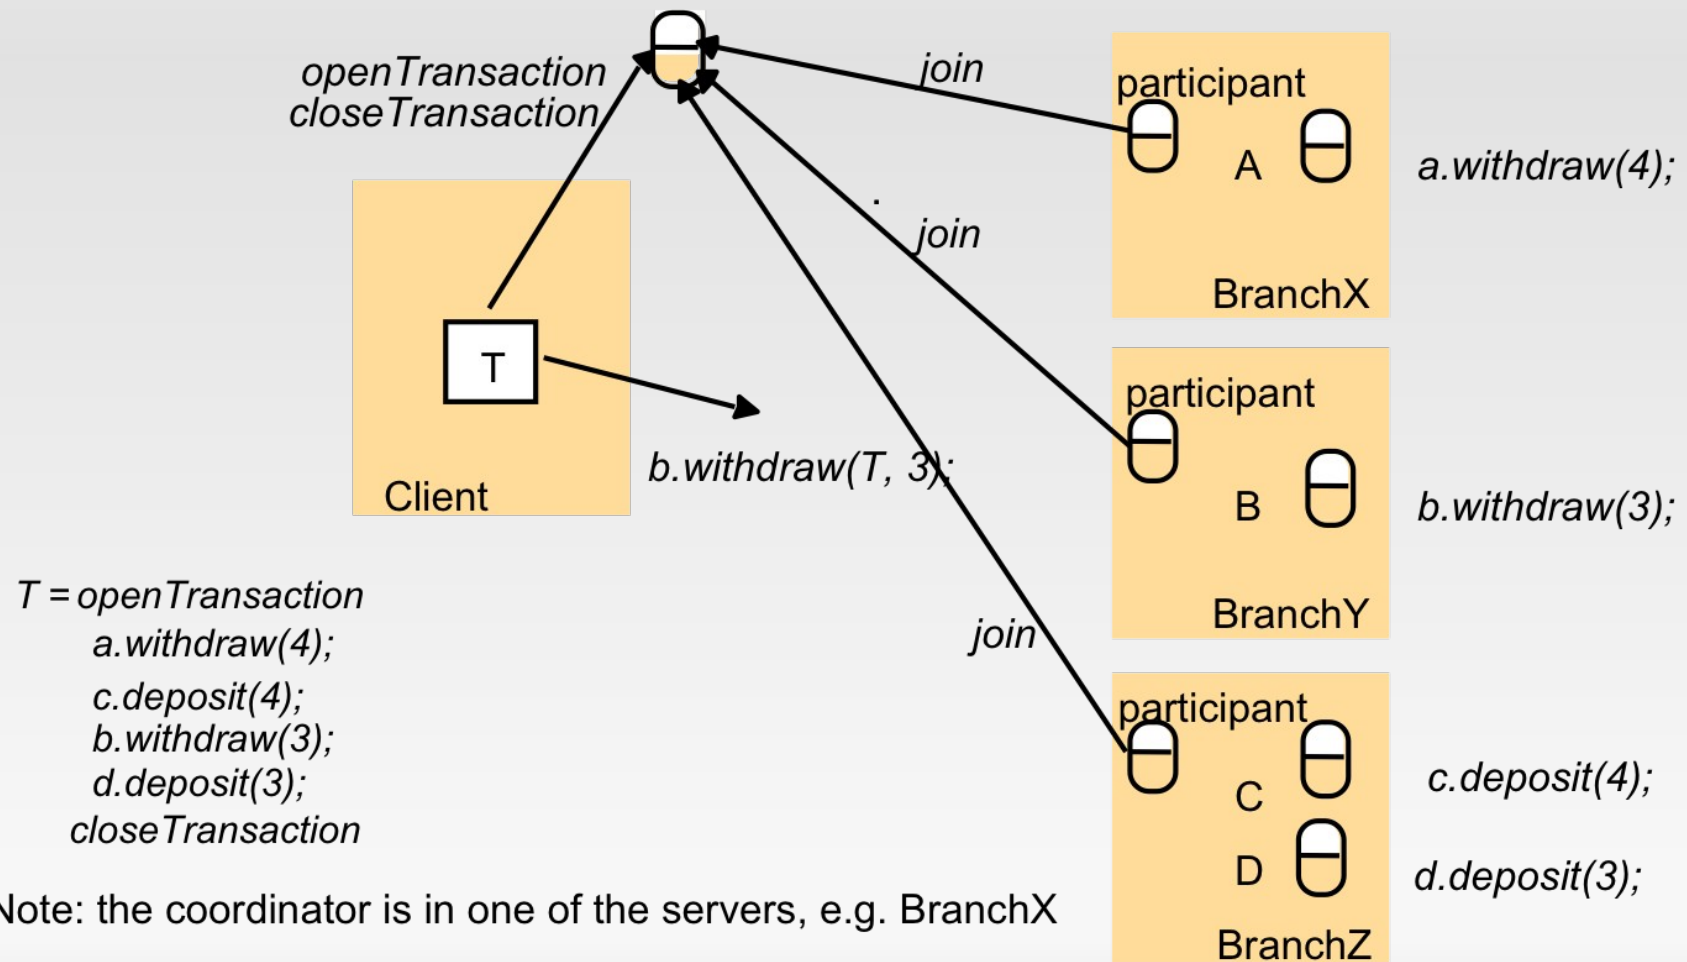 openTransaction
closeTransaction
join
participant
A
a.withdraw(4);
BranchX
join
T
Client
b.withdraw(T, 3);
participant
B
b.withdraw(3);
BranchY
join
participant
C
c.deposit(4);
D
d.deposit(3);
BranchZ
T = openTransaction
a.withdraw(4);
c.deposit(4);
b.withdraw(3);
d.deposit(3);
closeTransaction
Note: the coordinator is in one of the servers, e.g. BranchX